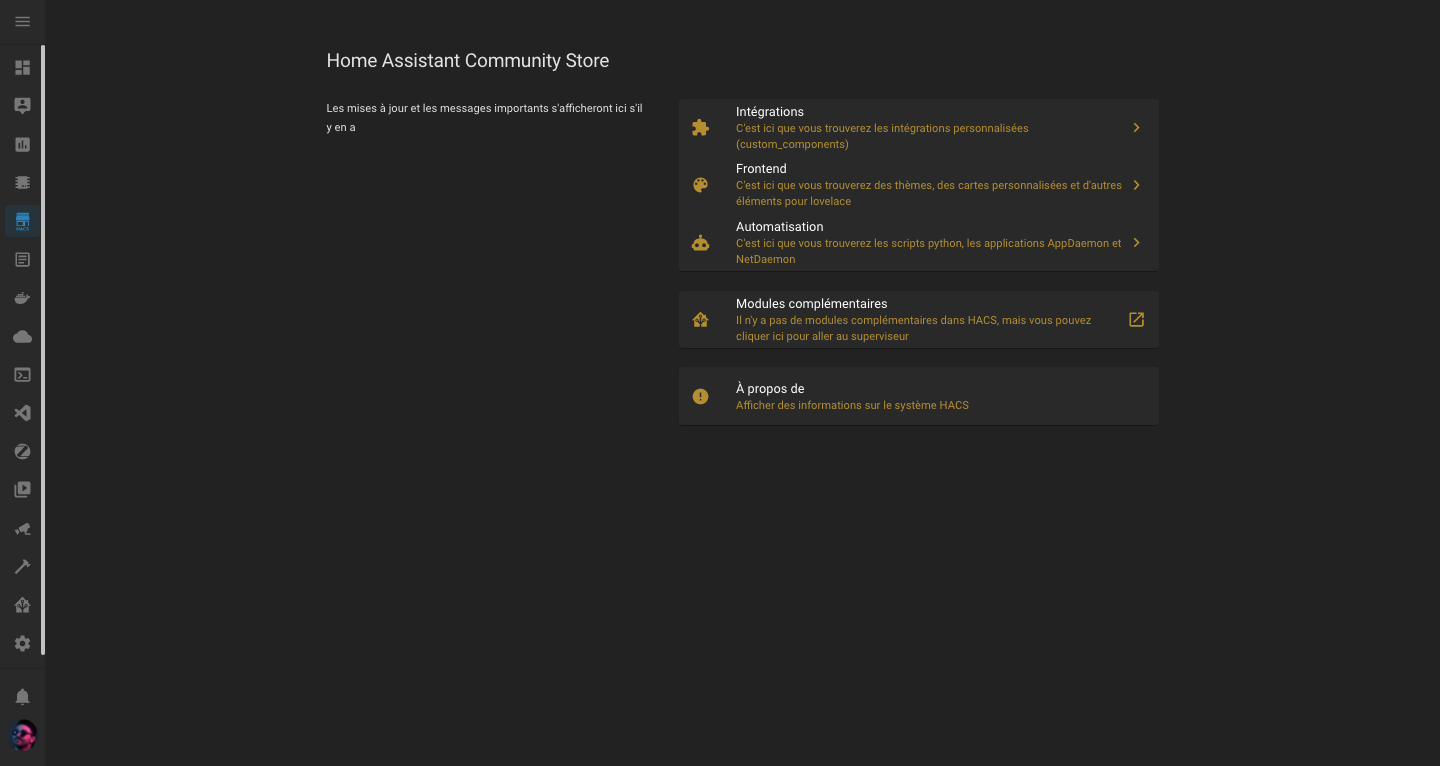 Home Assistant Community Store
Les mises à jour et les messages importants s'afficheront ici s'il
y en a
Intégrations
C'est ici que vous trouverez les intégrations personnalisées
(custom_components)
Frontend
C'est ici que vous trouverez des thèmes, des cartes personnalisées et d'autres
éléments pour lovelace
Automatisation
C'est ici que vous trouverez les scripts python, les applications AppDaemon et
NetDaemon
HACS
Modules complémentaires
Il n'y a pas de modules complémentaires dans HACS, mais vous pouvez
cliquer ici pour aller au superviseur
À propos de
Afficher des informations sur le système HACS